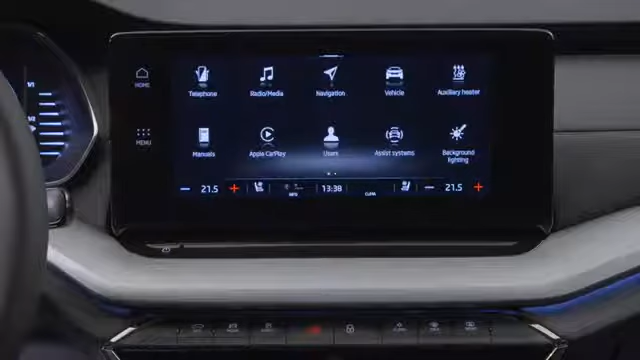 HOME
Telephone
Radio/Media
Navigation
Vehicle
Auxiliary heater
MENU
Manuals
Apple CarPlay
Users
Assist systems
Background
lighting
21.5
13:38
CLIMA
21.5